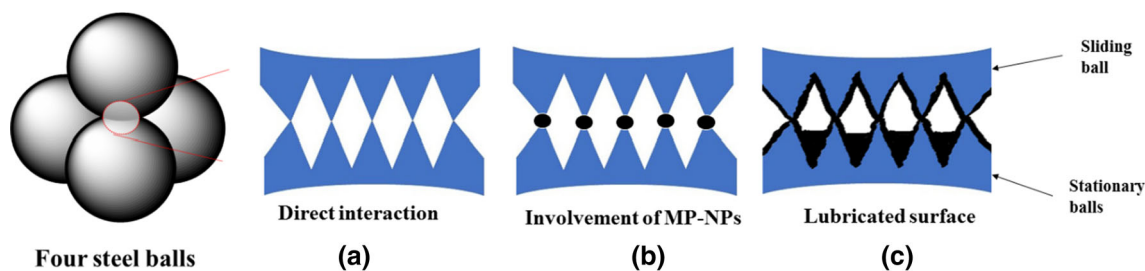 Sliding
ball
Stationary
balls
Direct interaction
Involvement of MP-NPs
Lubricated surface
Four steel balls
(a)
(b)
(c)